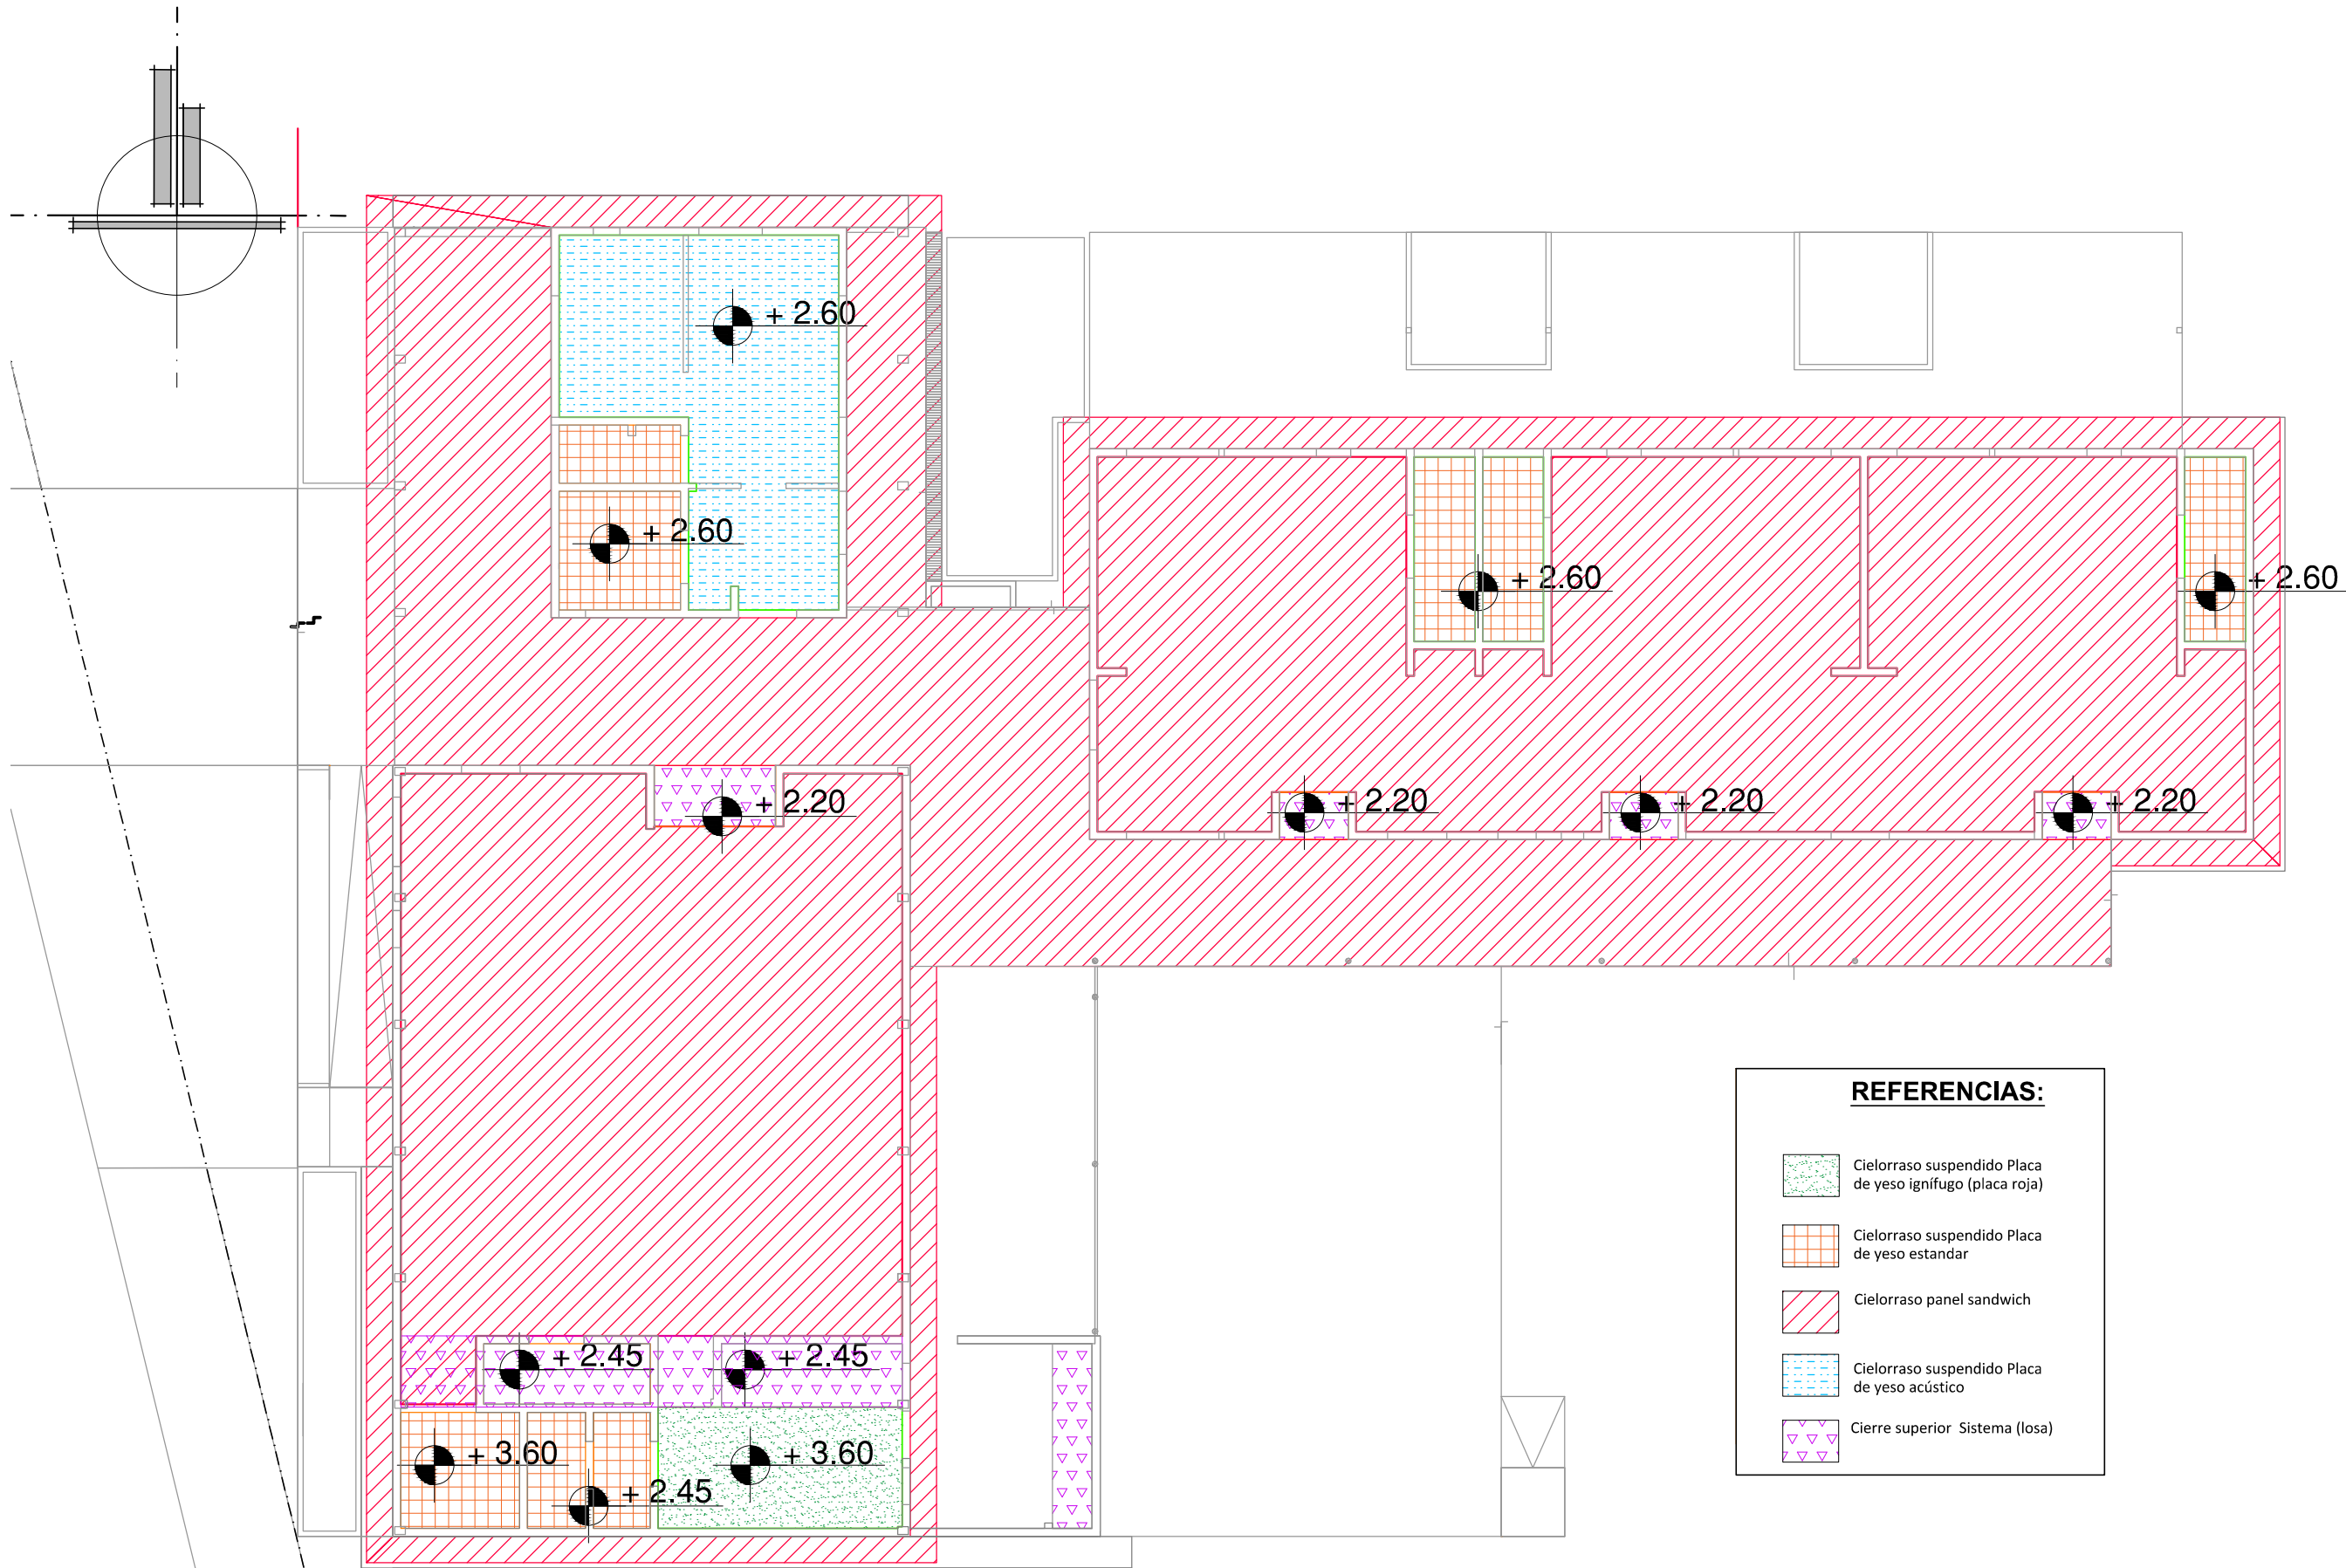 + 2.60
+ 2.60
+ 2.60
+ 2.60
+ 2.20
+ 2.20
+ 2.20
+ 2.20
+ 2.45
+ 2.45
+ 3.60
+ 3.60
+ 2.45
REFERENCIAS:
Cielorraso suspendido Placa
de yeso ignífugo (placa roja)
Cielorraso suspendido Placa
de yeso estandar
Cielorraso panel sandwich
Cielorraso suspendido Placa
de yeso acústico
Cierre superior Sistema (losa)